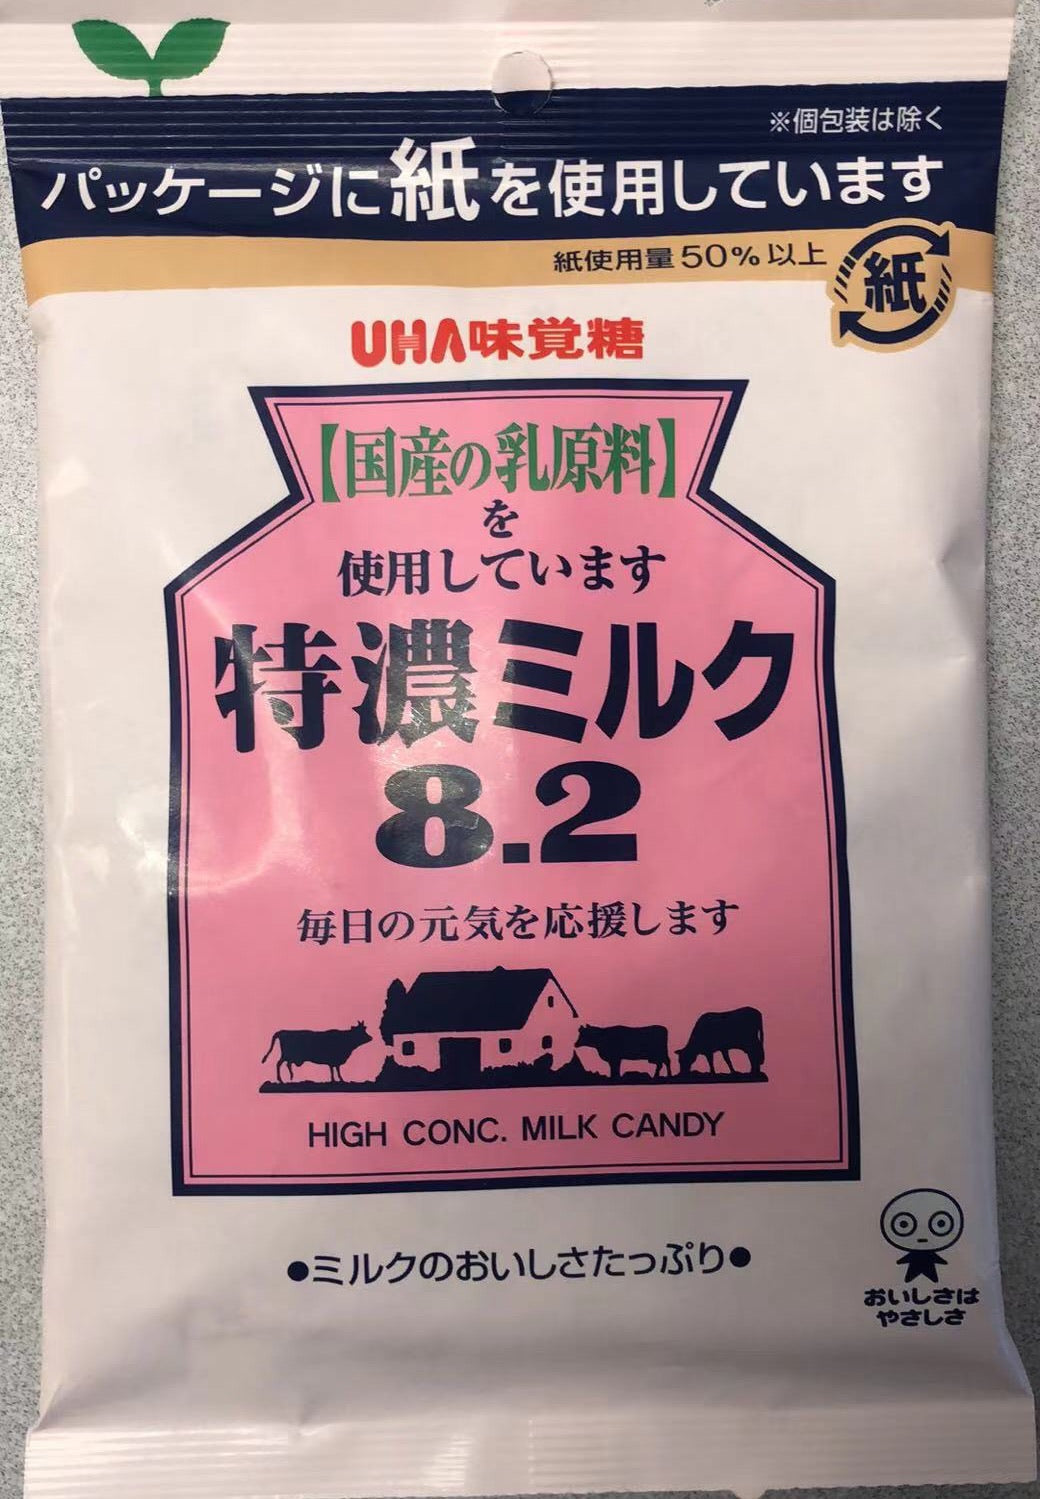 ※個包装は除く
パッケージに紙を使用しています
紙使用量50%以上
紙
UHA味覚糖
【国産の乳原料】
を
使用しています
特濃ミルク
8.2
毎日の元気を応援します
HIGH CONC. MILK CANDY
●ミルクのおいしさたっぷり●
おいしさは
やさしさ